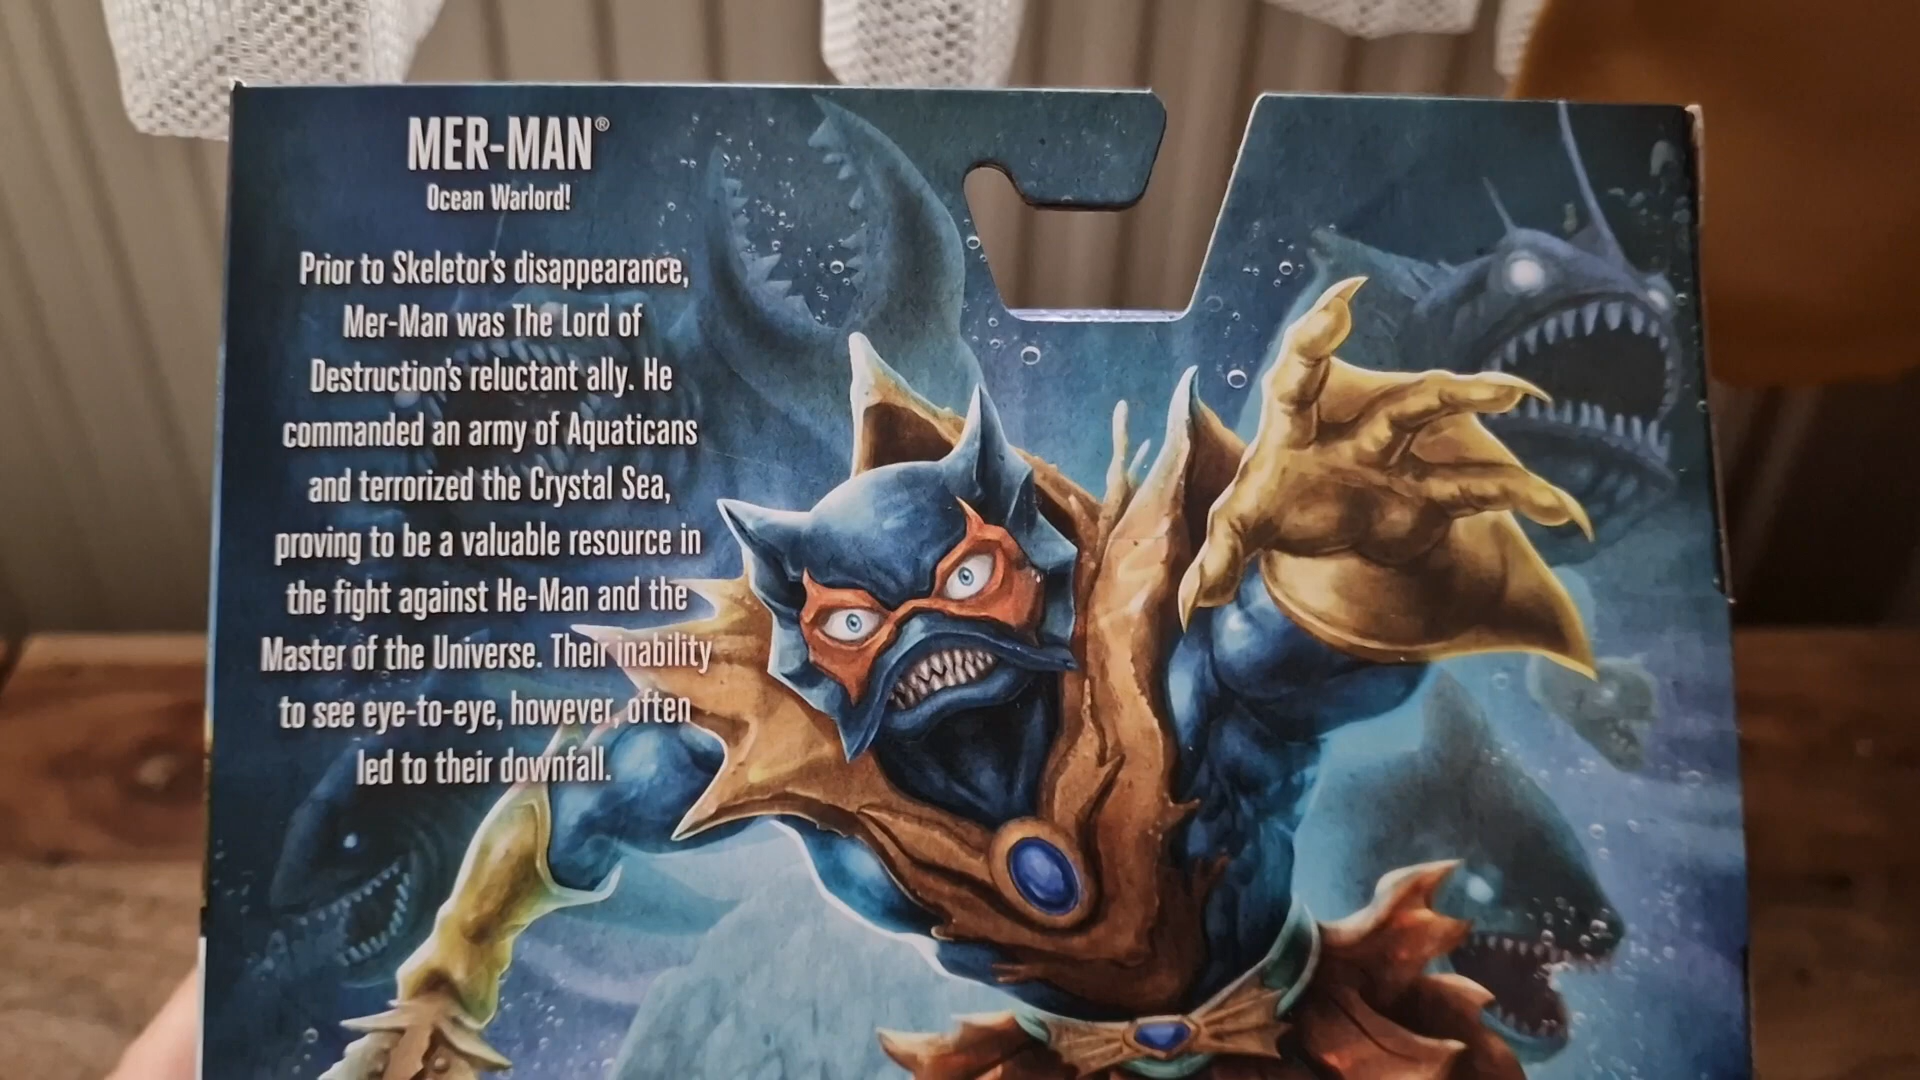 MER-MAN®
Ocean Warlord!
Prior to Skeletor's disappearance,
Mer-Man was The Lord of
Destruction's reluctant ally. He
commanded an army of Aquaticans
and terrorized the Crystal Sea,
proving to be a valuable resource in
the fight against He-Man and the
Master of the Universe. Their inability
to see eye-to-eye, however, often
led to their downfall.